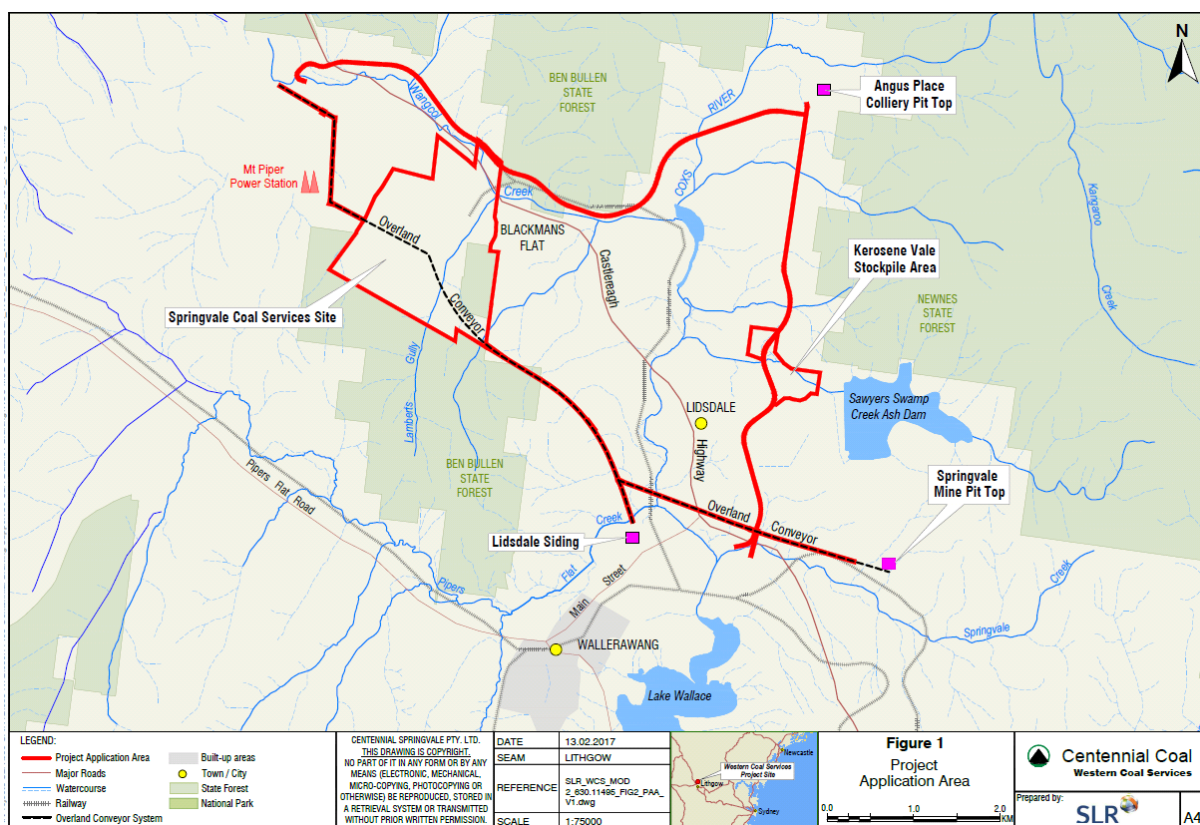 N
BEN BULLEN
STATE
FOREST
Angus Place
Colliery Pit Top
Wangcol
RIVER
COXS
Mt Piper
Power Station
Creek
Kangaroo
Creek
Overland
BLACKMANS
FLAT
Castlereagh
Kerosene Vale
Stockpile Area
NEWNES
STATE
FOREST
Springvale Coal Services Site
Conveyor
Gully
Lamberts
LIDSDALE
Highway
Sawyers Swamp
Creek Ash Dam
BEN BULLEN
STATE
FOREST
Pipers Flat Road
Springvale
Mine Pit Top
Overland
Conveyor
Creek
Lidsdale Siding
Flat
Pipers
Main Street
Creek
Springvale
WALLERAWANG
Lake Wallace
LEGEND:
Project Application Area
Major Roads
Watercourse
Railway
Overland Conveyor System
Built-up areas
Town / City
State Forest
National Park
CENTENNIAL SPRINGVALE PTY. LTD.
THIS DRAWING IS COPYRIGHT.
NO PART OF IT IN ANY FORM OR BY ANY
MEANS (ELECTRONIC, MECHANICAL,
MICRO-COPYING, PHOTOCOPYING OR
OTHERWISE) BE REPRODUCED, STORED IN
A RETRIEVAL SYSTEM OR TRANSMITTED
WITHOUT PRIOR WRITTEN PERMISSION.
DATE 13.02.2017
SEAM LITHGOW
REFERENCE SLR_WCS_MOD
2_630.11495_FIG2_PAA_
V1.dwg
SCALE 1:75000
Newcastle
Western Coal Services
Project Site
Lithgow
Sydney
Figure 1
Project
Application Area
0.0 1.0 2.0
KM
Centennial Coal
Western Coal Services
Prepared by:
SLR
A4